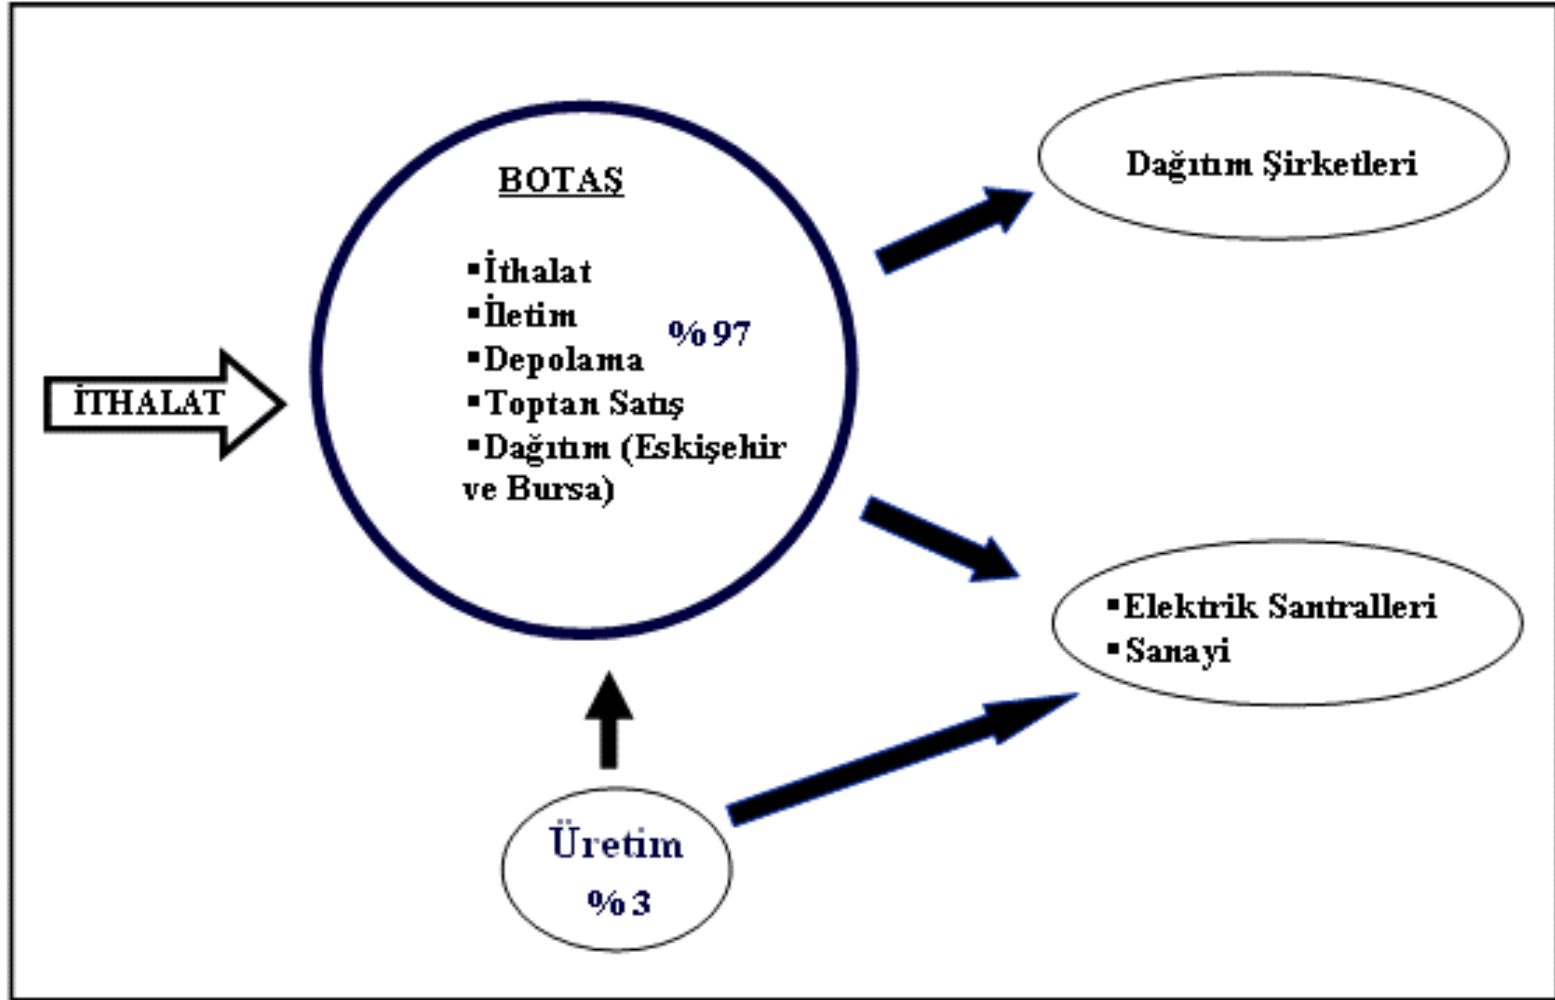 BOTAŞ
Dağıtım Şirketleri
▪İthalat
▪İletim
%97
▪Depolama
▪Toptan Satış
▪Dağıtım (Eskişehir
ve Bursa)
İTHALAT
▪Elektrik Santralleri
▪Sanayi
Üretim
%3